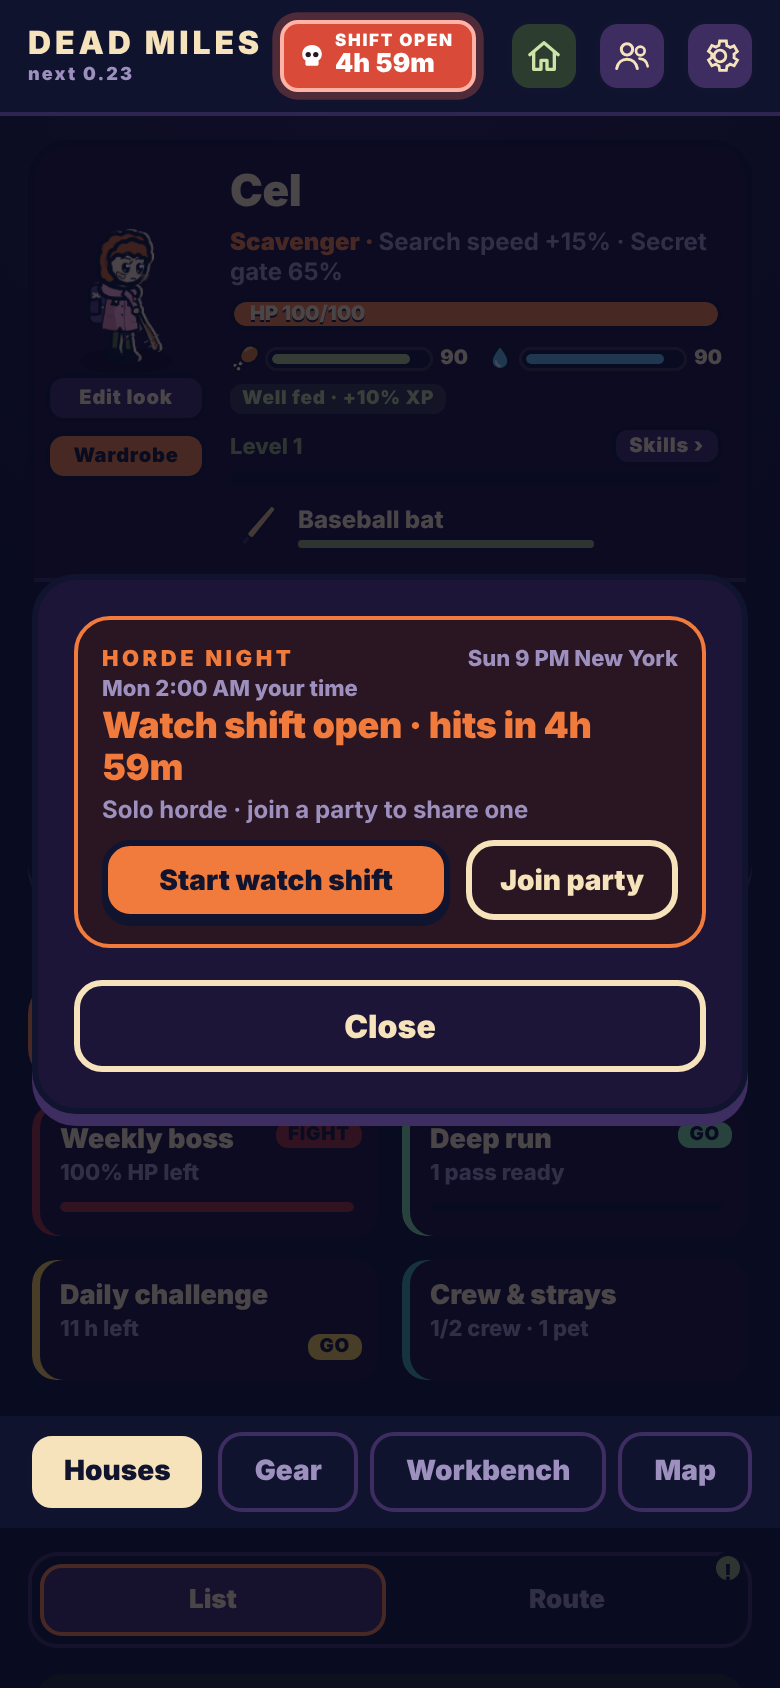 DEAD MILES
next 0.23
SHIFT OPEN
4h 59m
Cel
Scavenger · Search speed +15% · Secret
gate 65%
HP 100/100
90
90
Well fed · +10% XP
Edit look
Wardrobe
Level 1
Skills ›
Baseball bat
HORDE NIGHT
Sun 9 PM New York
Mon 2:00 AM your time
Watch shift open · hits in 4h
59m
Solo horde · join a party to share one
Start watch shift
Join party
Close
Weekly boss
FIGHT
100% HP left
Deep run
GO
1 pass ready
Daily challenge
11 h left
GO
Crew & strays
1/2 crew · 1 pet
Houses
Gear
Workbench
Map
List
Route
!